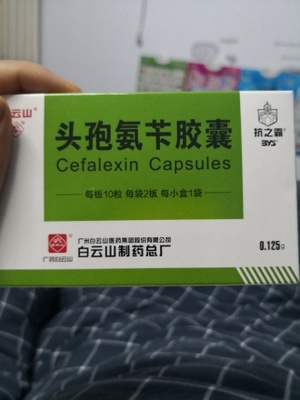 白云山®
抗之霸®
BYS®
头孢氨苄胶囊
Cefalexin Capsules
每板10粒 每袋2板 每小盒1袋
广药白云山
广州白云山医药集团股份有限公司
白云山制药总厂
0.125g